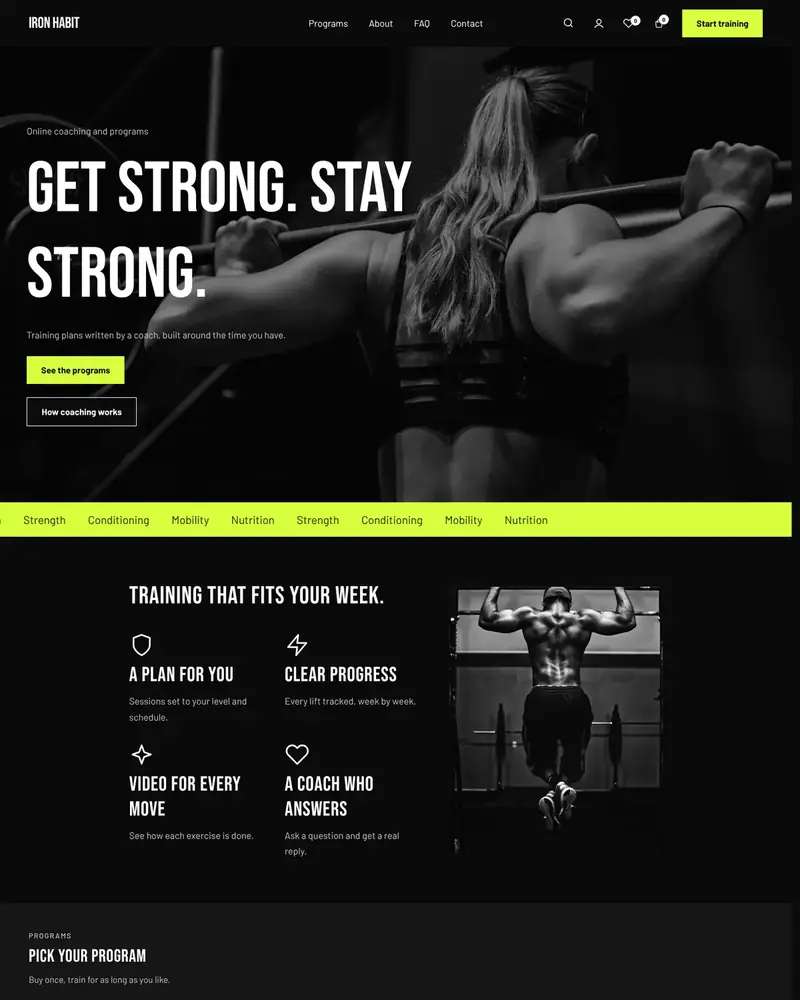 IRON HABIT
Programs
About
FAQ
Contact
0
0
Start training
Online coaching and programs
GET STRONG. STAY
STRONG.
Training plans written by a coach, built around the time you have.
See the programs
How coaching works
Strength Conditioning Mobility Nutrition Strength Conditioning Mobility Nutrition
TRAINING THAT FITS YOUR WEEK.
A PLAN FOR YOU
Sessions set to your level and
schedule.
CLEAR PROGRESS
Every lift tracked, week by week.
VIDEO FOR EVERY
MOVE
See how each exercise is done.
A COACH WHO
ANSWERS
Ask a question and get a real
reply.
PROGRAMS
PICK YOUR PROGRAM
Buy once, train for as long as you like.